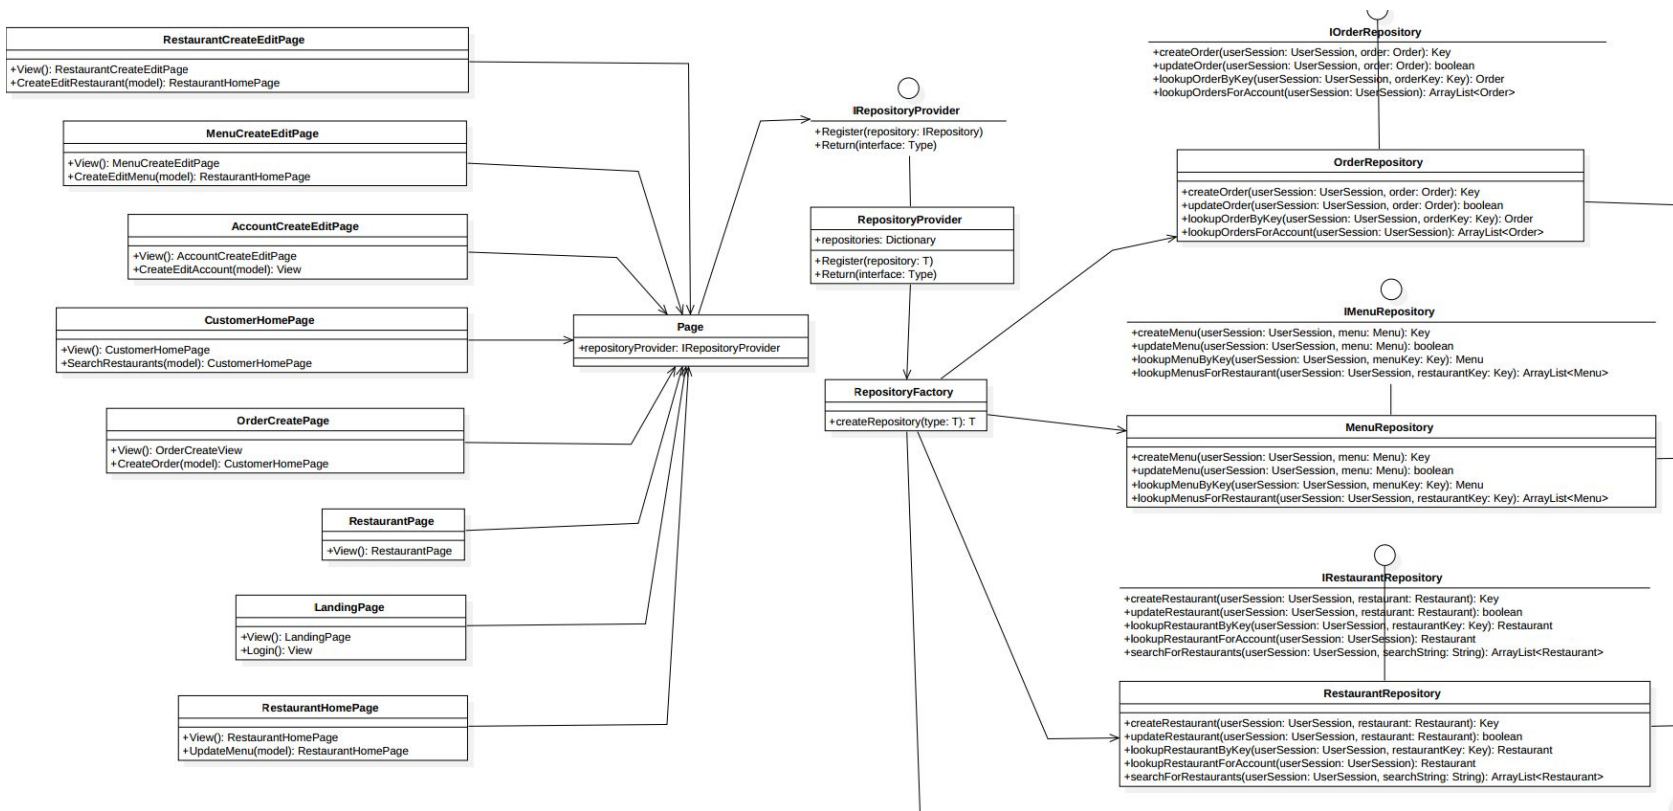 RestaurantCreateEditPage
+View(): RestaurantCreateEditPage
+CreateEditRestaurant(model): RestaurantHomePage
MenuCreateEditPage
+View(): MenuCreateEditPage
+CreateEditMenu(model): RestaurantHomePage
AccountCreateEditPage
+View(): AccountCreateEditPage
+CreateEditAccount(model): View
CustomerHomePage
+View(): CustomerHomePage
+SearchRestaurants(model): CustomerHomePage
OrderCreatePage
+View(): OrderCreateView
+CreateOrder(model): CustomerHomePage
RestaurantPage
+View(): RestaurantPage
LandingPage
+View(): LandingPage
+Login(): View
RestaurantHomePage
+View(): RestaurantHomePage
+UpdateMenu(model): RestaurantHomePage
Page
+repositoryProvider: IRepositoryProvider
IRepositoryProvider
+Register(repository: IRepository)
+Return(interface: Type)
RepositoryProvider
+repositories: Dictionary
+Register(repository: T)
+Return(interface: Type)
RepositoryFactory
+createRepository(type: T): T
IOrderRepository
+createOrder(userSession: UserSession, order: Order): Key
+updateOrder(userSession: UserSession, order: Order): boolean
+lookupOrderByKey(userSession: UserSession, orderKey: Key): Order
+lookupOrdersForAccount(userSession: UserSession): ArrayList<Order>
OrderRepository
+createOrder(userSession: UserSession, order: Order): Key
+updateOrder(userSession: UserSession, order: Order): boolean
+lookupOrderByKey(userSession: UserSession, orderKey: Key): Order
+lookupOrdersForAccount(userSession: UserSession): ArrayList<Order>
IMenuRepository
+createMenu(userSession: UserSession, menu: Menu): Key
+updateMenu(userSession: UserSession, menu: Menu): boolean
+lookupMenuByKey(userSession: UserSession, menuKey: Key): Menu
+lookupMenusForRestaurant(userSession: UserSession, restaurantKey: Key): ArrayList<Menu>
MenuRepository
+createMenu(userSession: UserSession, menu: Menu): Key
+updateMenu(userSession: UserSession, menu: Menu): boolean
+lookupMenuByKey(userSession: UserSession, menuKey: Key): Menu
+lookupMenusForRestaurant(userSession: UserSession, restaurantKey: Key): ArrayList<Menu>
IRestaurantRepository
+createRestaurant(userSession: UserSession, restaurant: Restaurant): Key
+updateRestaurant(userSession: UserSession, restaurant: Restaurant): boolean
+lookupRestaurantByKey(userSession: UserSession, restaurantKey: Key): Restaurant
+lookupRestaurantForAccount(userSession: UserSession): Restaurant
+searchForRestaurants(userSession: UserSession, searchString: String): ArrayList<Restaurant>
RestaurantRepository
+createRestaurant(userSession: UserSession, restaurant: Restaurant): Key
+updateRestaurant(userSession: UserSession, restaurant: Restaurant): boolean
+lookupRestaurantByKey(userSession: UserSession, restaurantKey: Key): Restaurant
+lookupRestaurantForAccount(userSession: UserSession): Restaurant
+searchForRestaurants(userSession: UserSession, searchString: String): ArrayList<Restaurant>